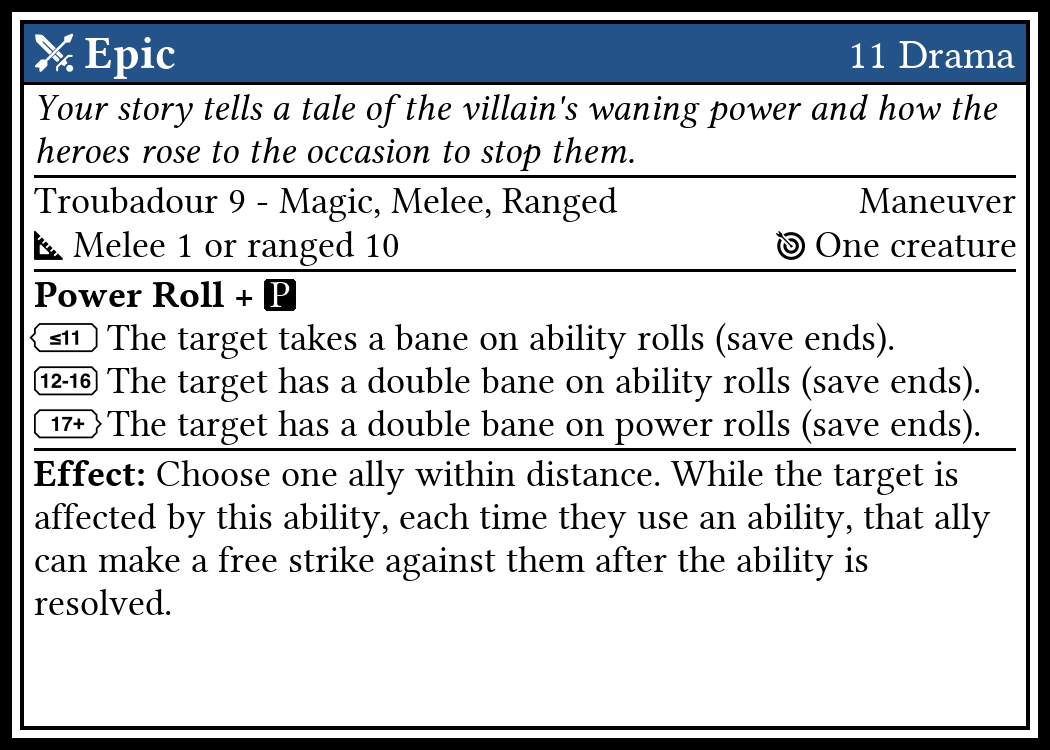 Epic 11 Drama
Your story tells a tale of the villain's waning power and how the
heroes rose to the occasion to stop them.
Troubadour 9 - Magic, Melee, Ranged Maneuver
Melee 1 or ranged 10 One creature
Power Roll + P
≤11 The target takes a bane on ability rolls (save ends).
12-16 The target has a double bane on ability rolls (save ends).
17+ The target has a double bane on power rolls (save ends).
Effect: Choose one ally within distance. While the target is
affected by this ability, each time they use an ability, that ally
can make a free strike against them after the ability is
resolved.